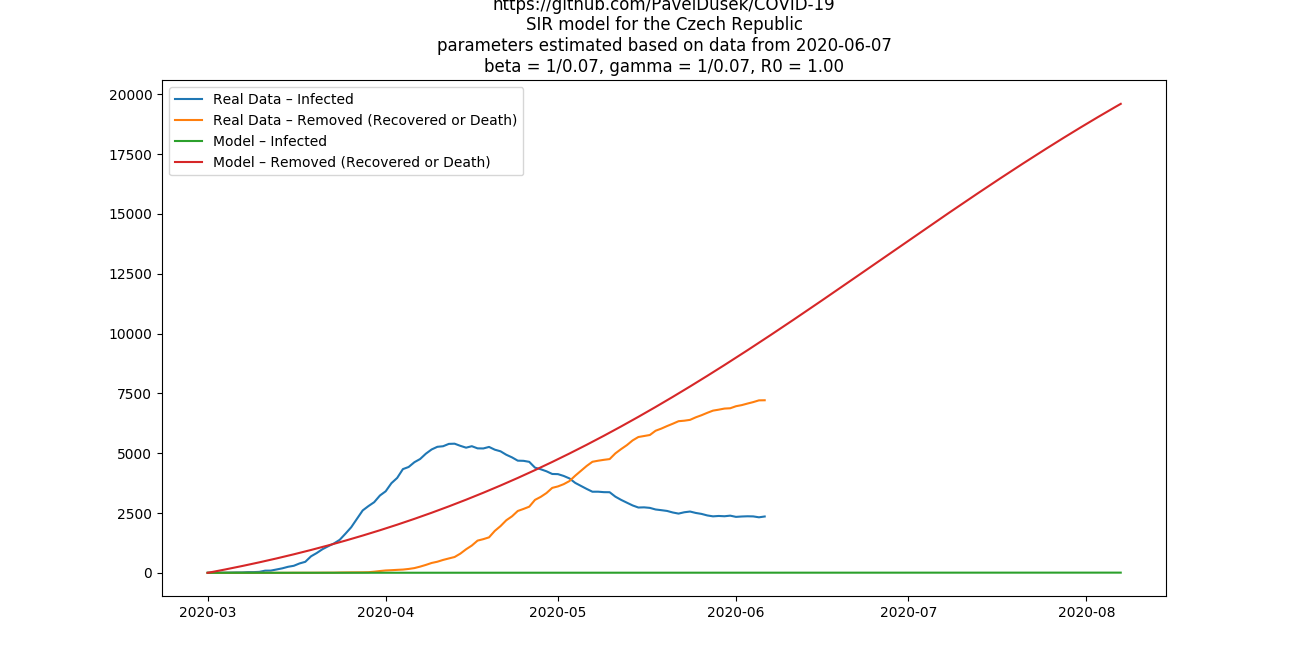 https://github.com/PavelDusek/COVID-19
SIR model for the Czech Republic
parameters estimated based on data from 2020-06-07
beta = 1/0.07, gamma = 1/0.07, R0 = 1.00
Real Data – Infected
Real Data – Removed (Recovered or Death)
Model – Infected
Model – Removed (Recovered or Death)
20000
17500
15000
12500
10000
7500
5000
2500
0
2020-03
2020-04
2020-05
2020-06
2020-07
2020-08